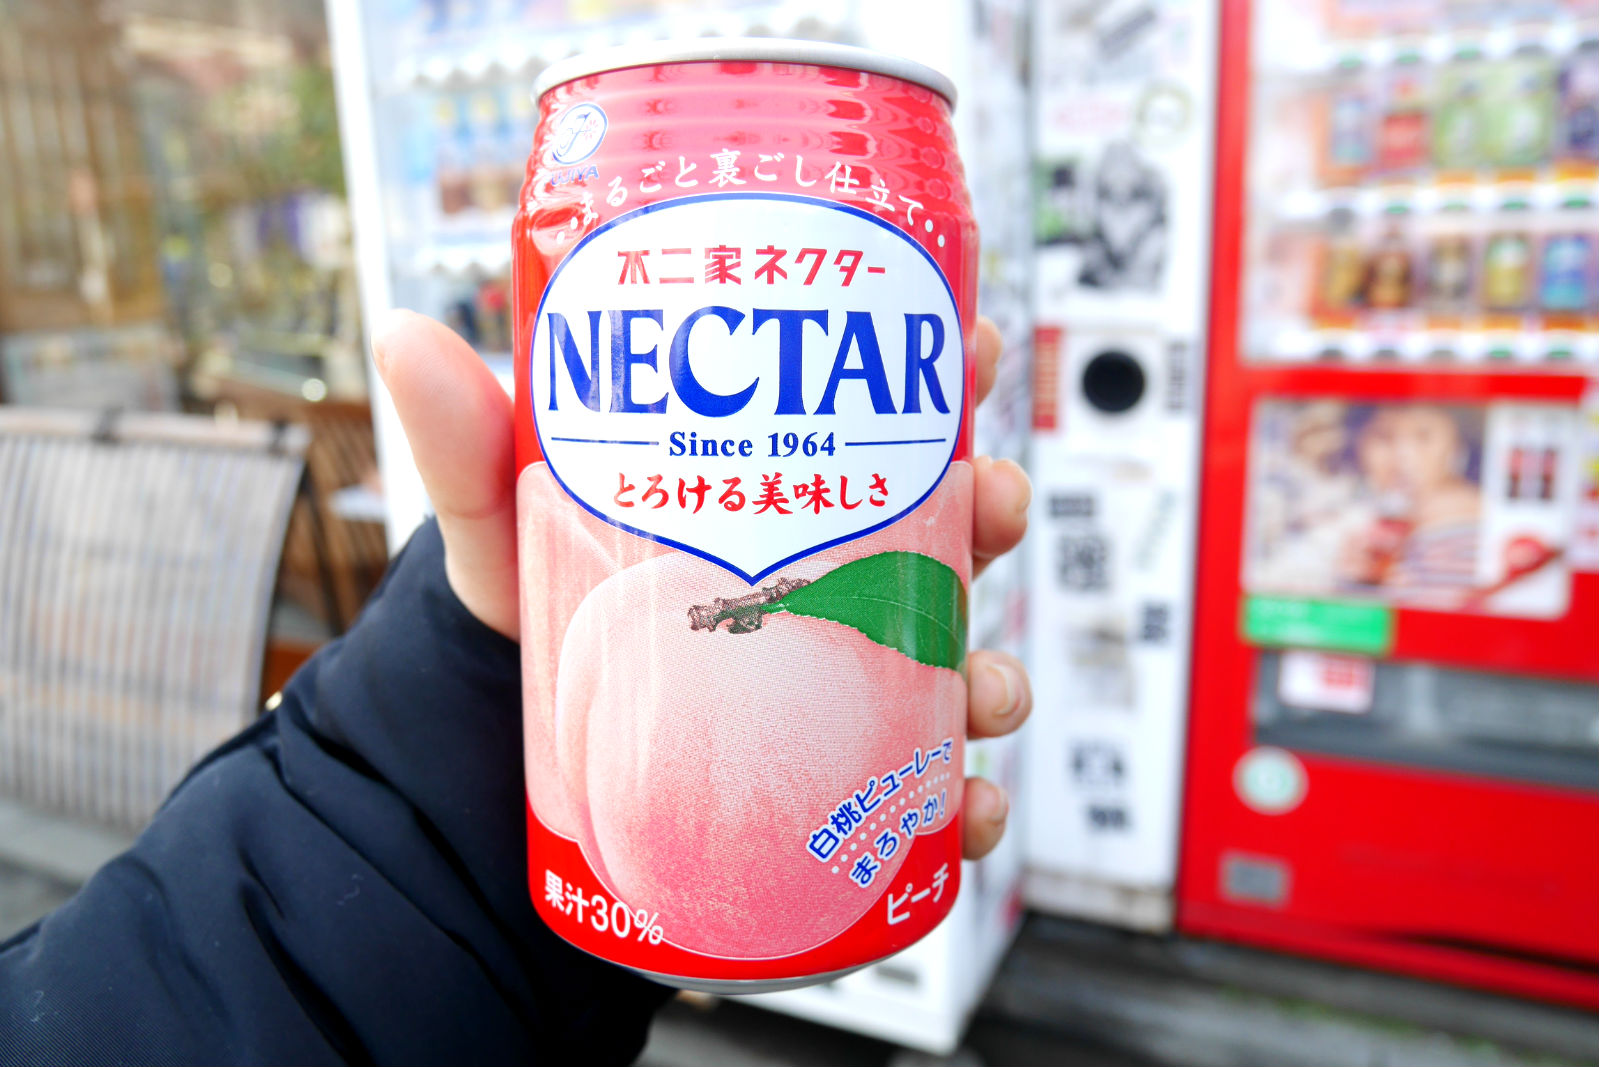 FUJIYA
まるごと裏ごし仕立て
不二家ネクター
NECTAR
Since 1964
とろける美味しさ
白桃ピューレーで
まろやか!
果汁30%
ピーチ